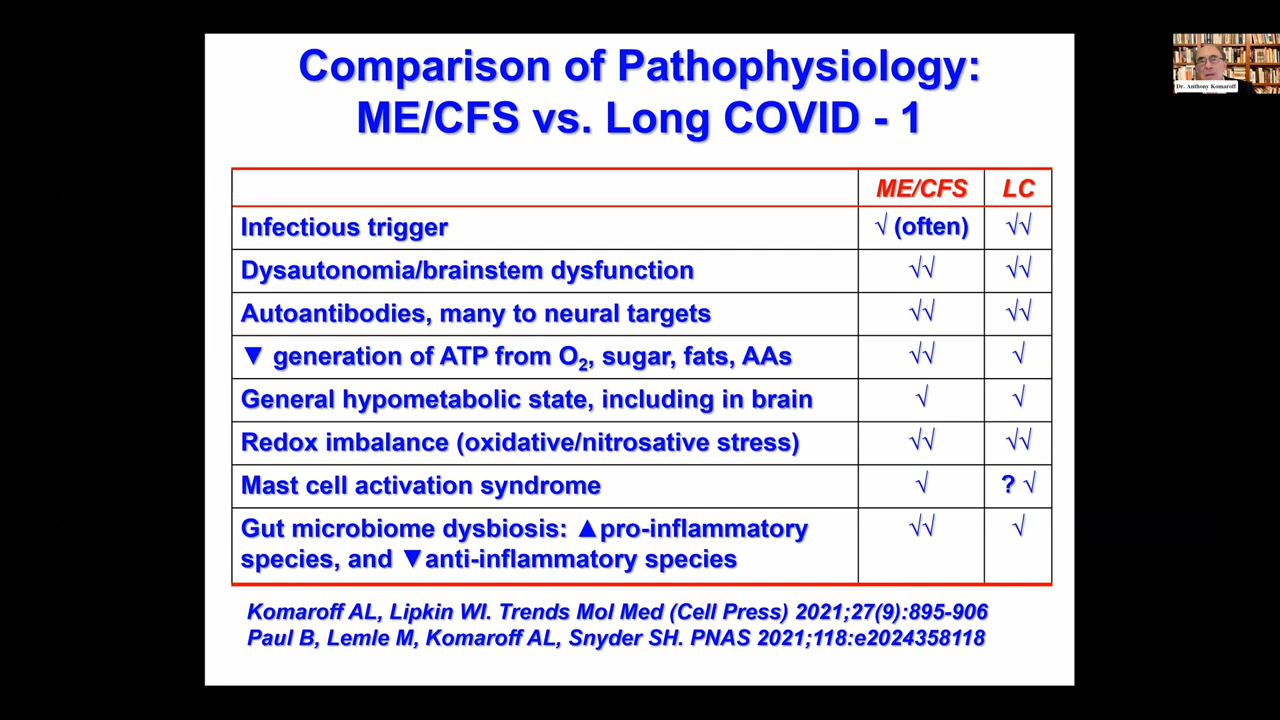 Comparison of Pathophysiology:
ME/CFS vs. Long COVID - 1
ME/CFS LC
Infectious trigger √ (often) √√
Dysautonomia/brainstem dysfunction √√ √√
Autoantibodies, many to neural targets √√ √√
▼ generation of ATP from O₂, sugar, fats, AAs √√ √
General hypometabolic state, including in brain √ √
Redox imbalance (oxidative/nitrosative stress) √√ √√
Mast cell activation syndrome √ ? √
Gut microbiome dysbiosis: ▲pro-inflammatory √√ √
species, and ▼anti-inflammatory species
Komaroff AL, Lipkin WI. Trends Mol Med (Cell Press) 2021;27(9):895-906
Paul B, Lemle M, Komaroff AL, Snyder SH. PNAS 2021;118:e2024358118
Dr. Anthony Komaroff